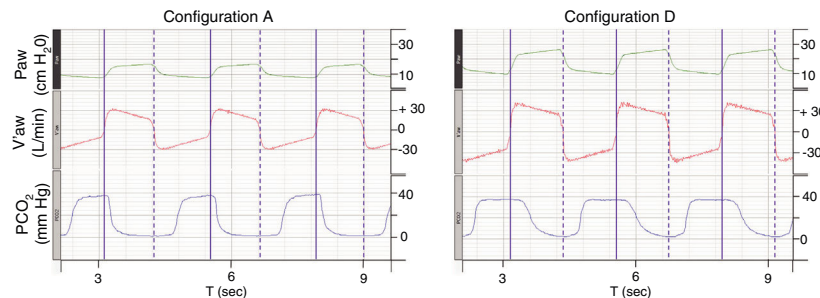 Configuration A
Configuration D
Paw
(cm H20)
30
10
V'aw
(L/min)
+ 30
0
-30
PCO2
(mm Hg)
40
0
3
6
9
T (sec)
30
10
+ 30
0
-30
40
0
3
6
9
T (sec)